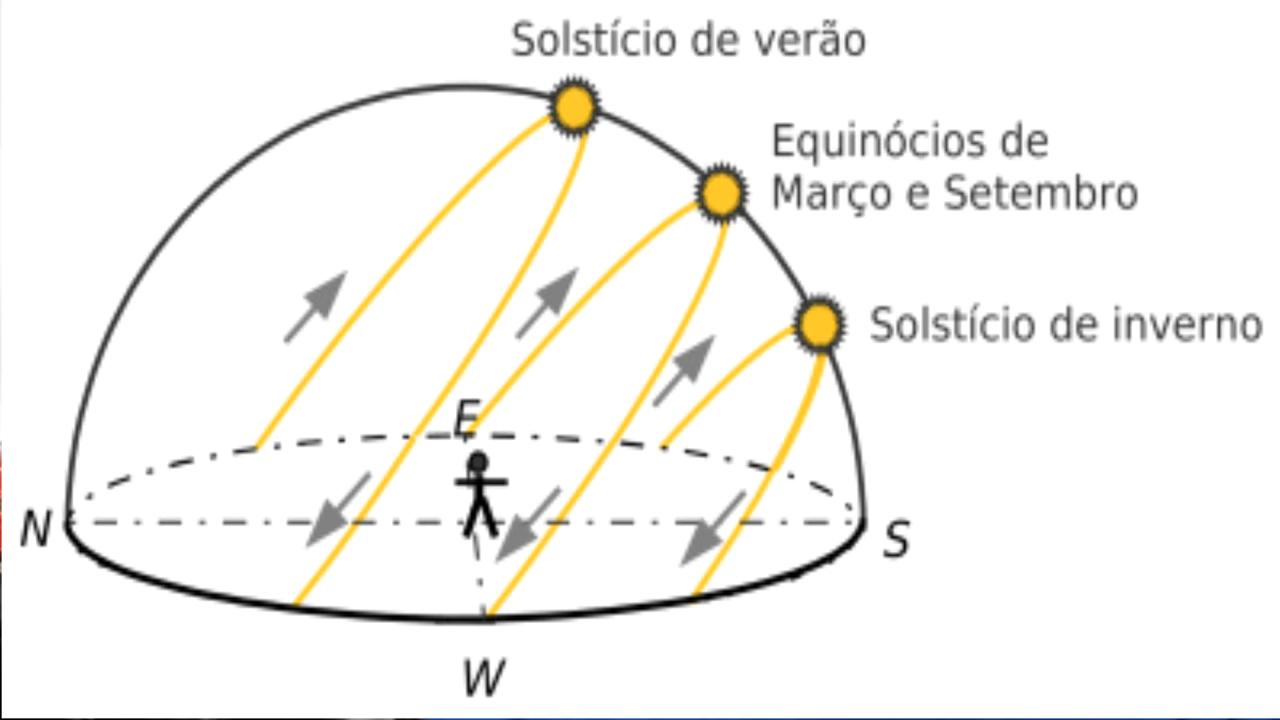 Solstício de verão
Equinócios de
Março e Setembro
Solstício de inverno
E
N
S
W